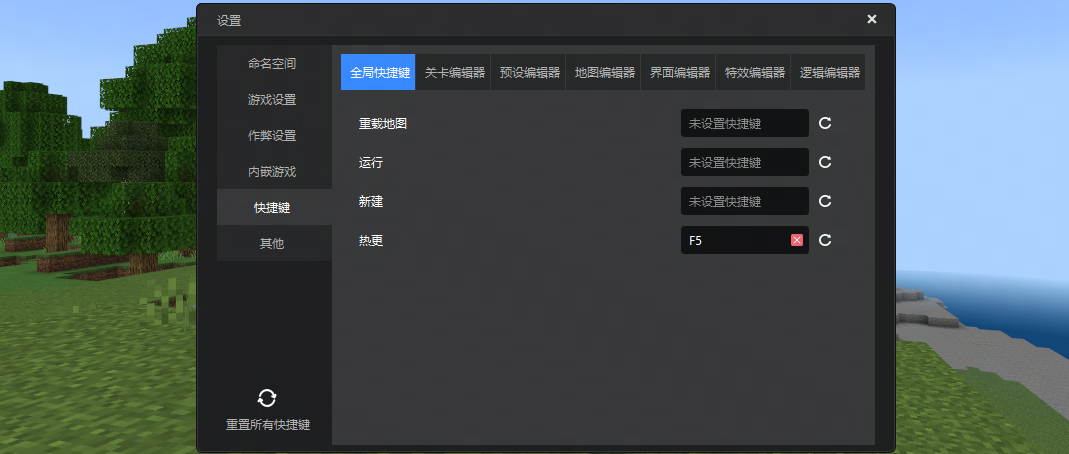 设置
命名空间
游戏设置
作弊设置
内嵌游戏
快捷键
其他
重置所有快捷键
全局快捷键 关卡编辑器 预设编辑器 地图编辑器 界面编辑器 特效编辑器 逻辑编辑器
重载地图 未设置快捷键
运行 未设置快捷键
新建 未设置快捷键
热更 F5